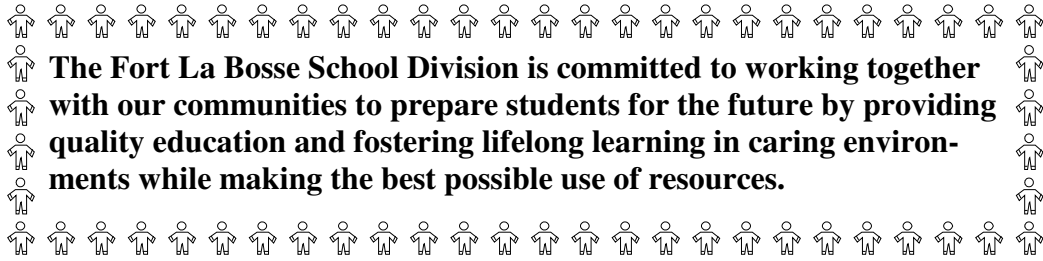 The Fort La Bosse School Division is committed to working together
with our communities to prepare students for the future by providing
quality education and fostering lifelong learning in caring environ-
ments while making the best possible use of resources.